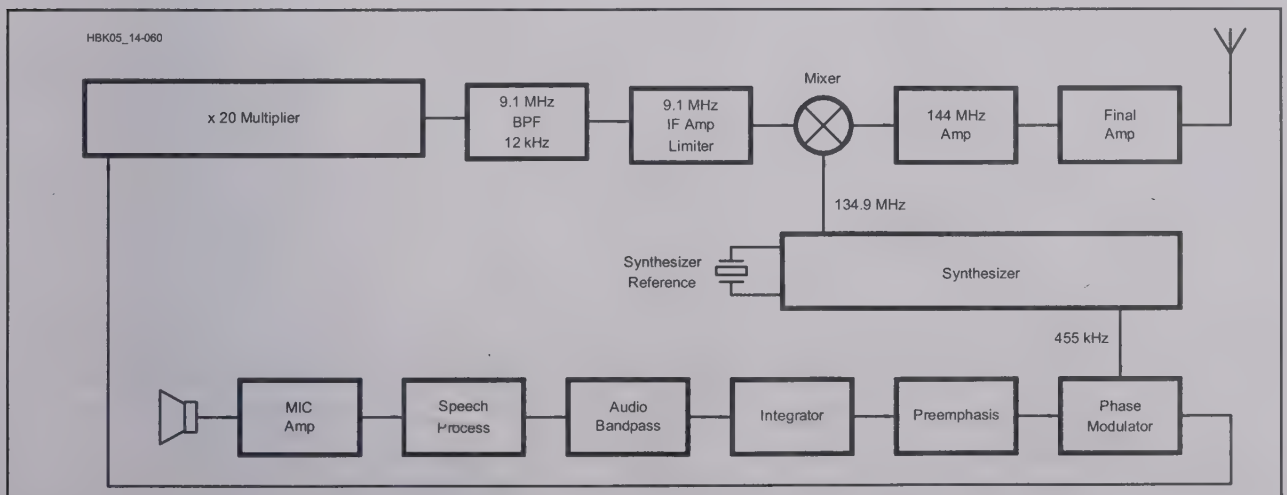 HBK05_14-060
x 20 Multiplier
9.1 MHz
BPF
12 kHz
9.1 MHz
IF Amp
Limiter
Mixer
144 MHz
Amp
Final
Amp
134.9 MHz
Synthesizer
Reference
Synthesizer
455 kHz
MIC
Amp
Speech
Process
Audio
Bandpass
Integrator
Preemphasis
Phase
Modulator